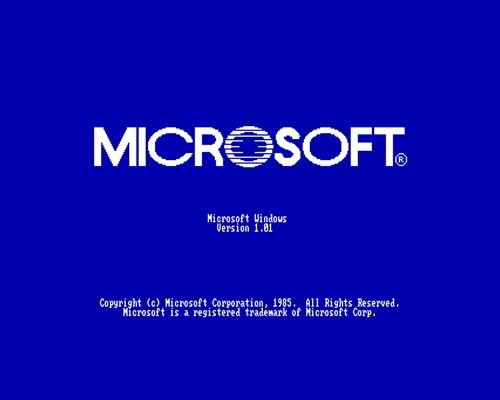 MICROSOFT®
Microsoft Windows
Version 1.01
Copyright (c) Microsoft Corporation, 1985.  All Rights Reserved.
Microsoft is a registered trademark of Microsoft Corp.